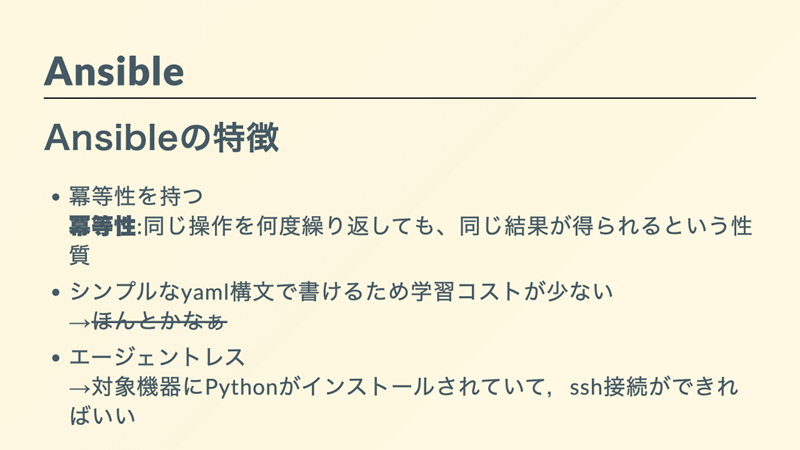 Ansible
Ansibleの特徴
• 冪等性を持つ
冪等性:同じ操作を何度繰り返しても、同じ結果が得られるという性
質
• シンプルなyaml構文で書けるため学習コストが少ない
→ほんとかなぁ
• エージェントレス
→対象機器にPythonがインストールされていて，ssh接続ができれ
ばいい